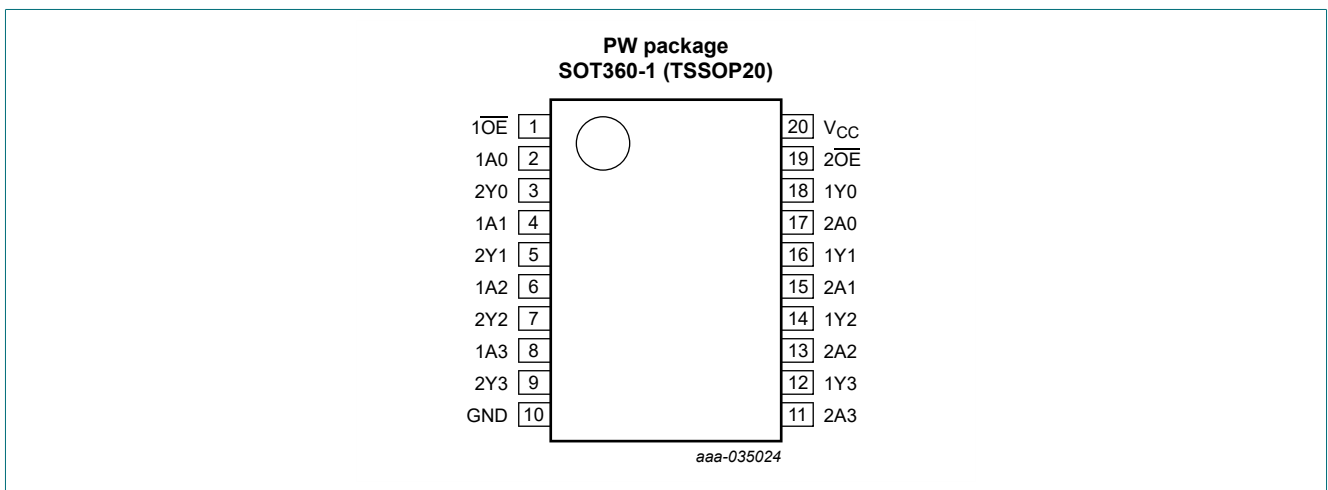 PW package
SOT360-1 (TSSOP20)
1O̅E̅ 1 20 VCC
1A0 2 19 2O̅E̅
2Y0 3 18 1Y0
1A1 4 17 2A0
2Y1 5 16 1Y1
1A2 6 15 2A1
2Y2 7 14 1Y2
1A3 8 13 2A2
2Y3 9 12 1Y3
GND 10 11 2A3
aaa-035024